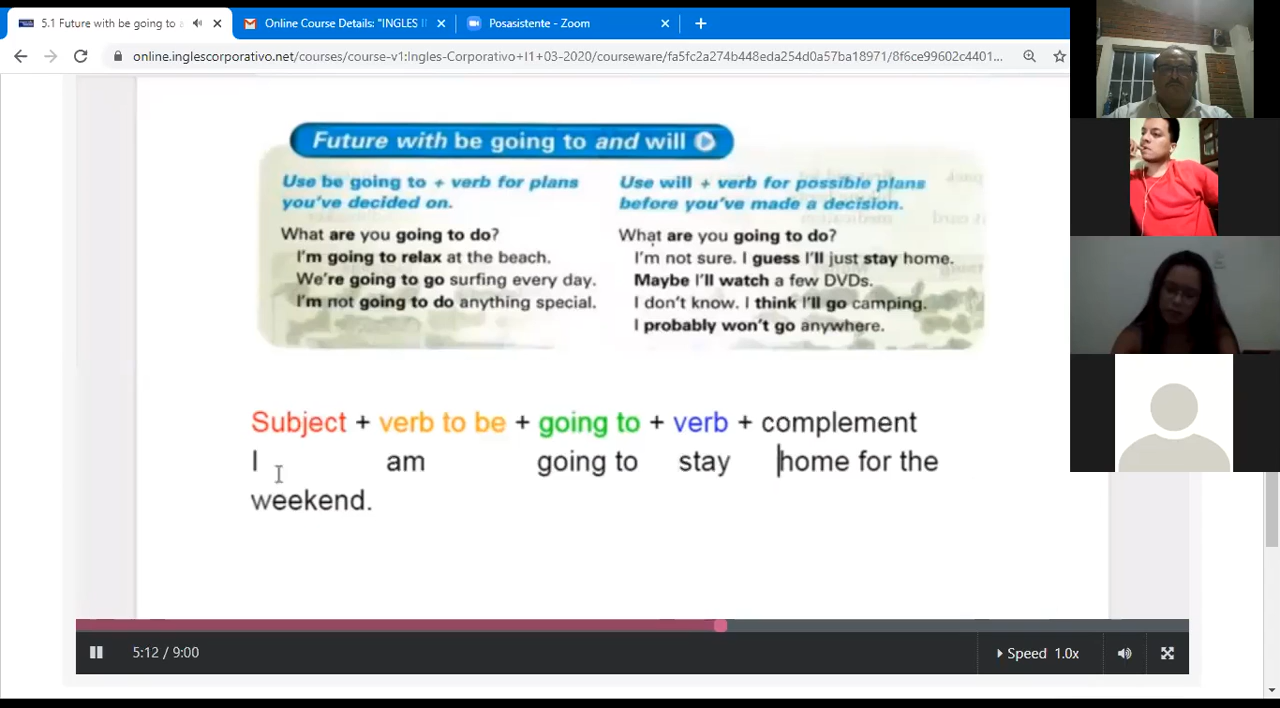 5.1 Future with be going to a
Online Course Details: "INGLES I
Posasistente - Zoom
online.inglescorporativo.net/courses/course-v1:Ingles-Corporativo+I1+03-2020/courseware/fa5fc2a274b448eda254d0a57ba18971/8f6ce99602c4401...
Future with be going to and will
Use be going to + verb for plans
you've decided on.
What are you going to do?
I'm going to relax at the beach.
We're going to go surfing every day.
I'm not going to do anything special.
Use will + verb for possible plans
before you've made a decision.
What are you going to do?
I'm not sure. I guess I'll just stay home.
Maybe I'll watch a few DVDs.
I don't know. I think I'll go camping.
I probably won't go anywhere.
Subject + verb to be + going to + verb + complement
I am going to stay home for the
weekend.
5:12 / 9:00
Speed 1.0x